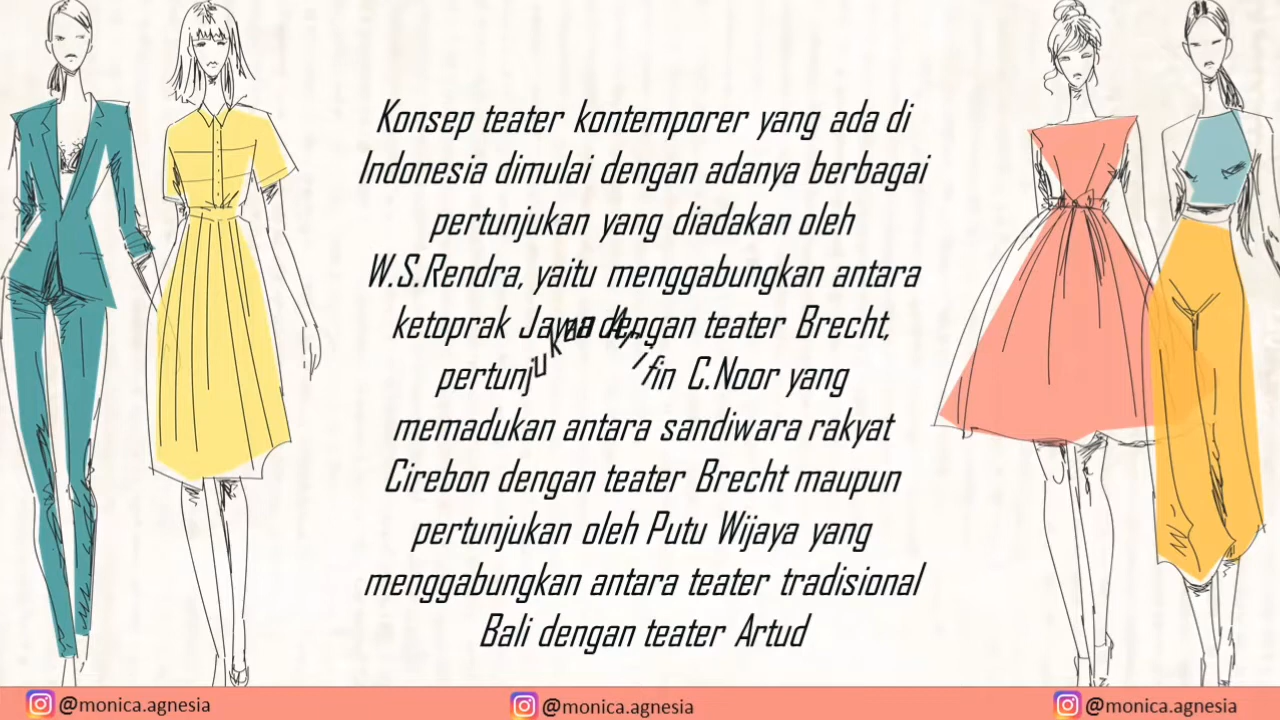 Konsep teater kontemporer yang ada di
Indonesia dimulai dengan adanya berbagai
pertunjukan yang diadakan oleh
W.S.Rendra, yaitu menggabungkan antara
ketoprak Jawa dengan teater Brecht,
pertunjukan Arifin C.Noor yang
memadukan antara sandiwara rakyat
Cirebon dengan teater Brecht maupun
pertunjukan oleh Putu Wijaya yang
menggabungkan antara teater tradisional
Bali dengan teater Artud
@monica.agnesia
@monica.agnesia
@monica.agnesia